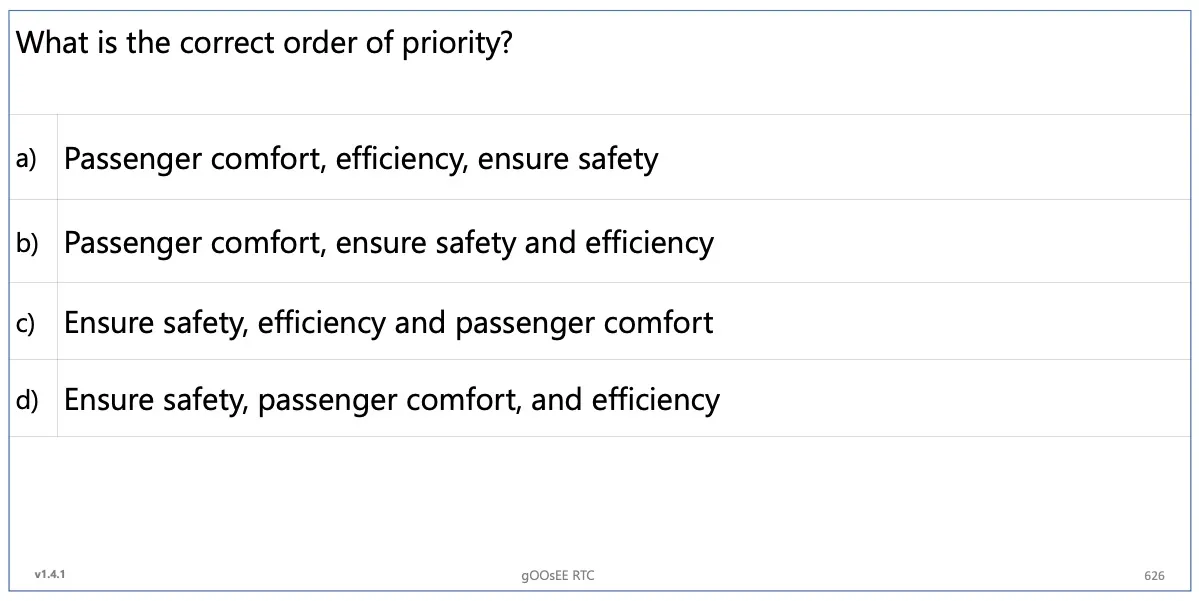 What is the correct order of priority?
a) Passenger comfort, efficiency, ensure safety
b) Passenger comfort, ensure safety and efficiency
c) Ensure safety, efficiency and passenger comfort
d) Ensure safety, passenger comfort, and efficiency
v1.4.1 gOOsEE RTC 626